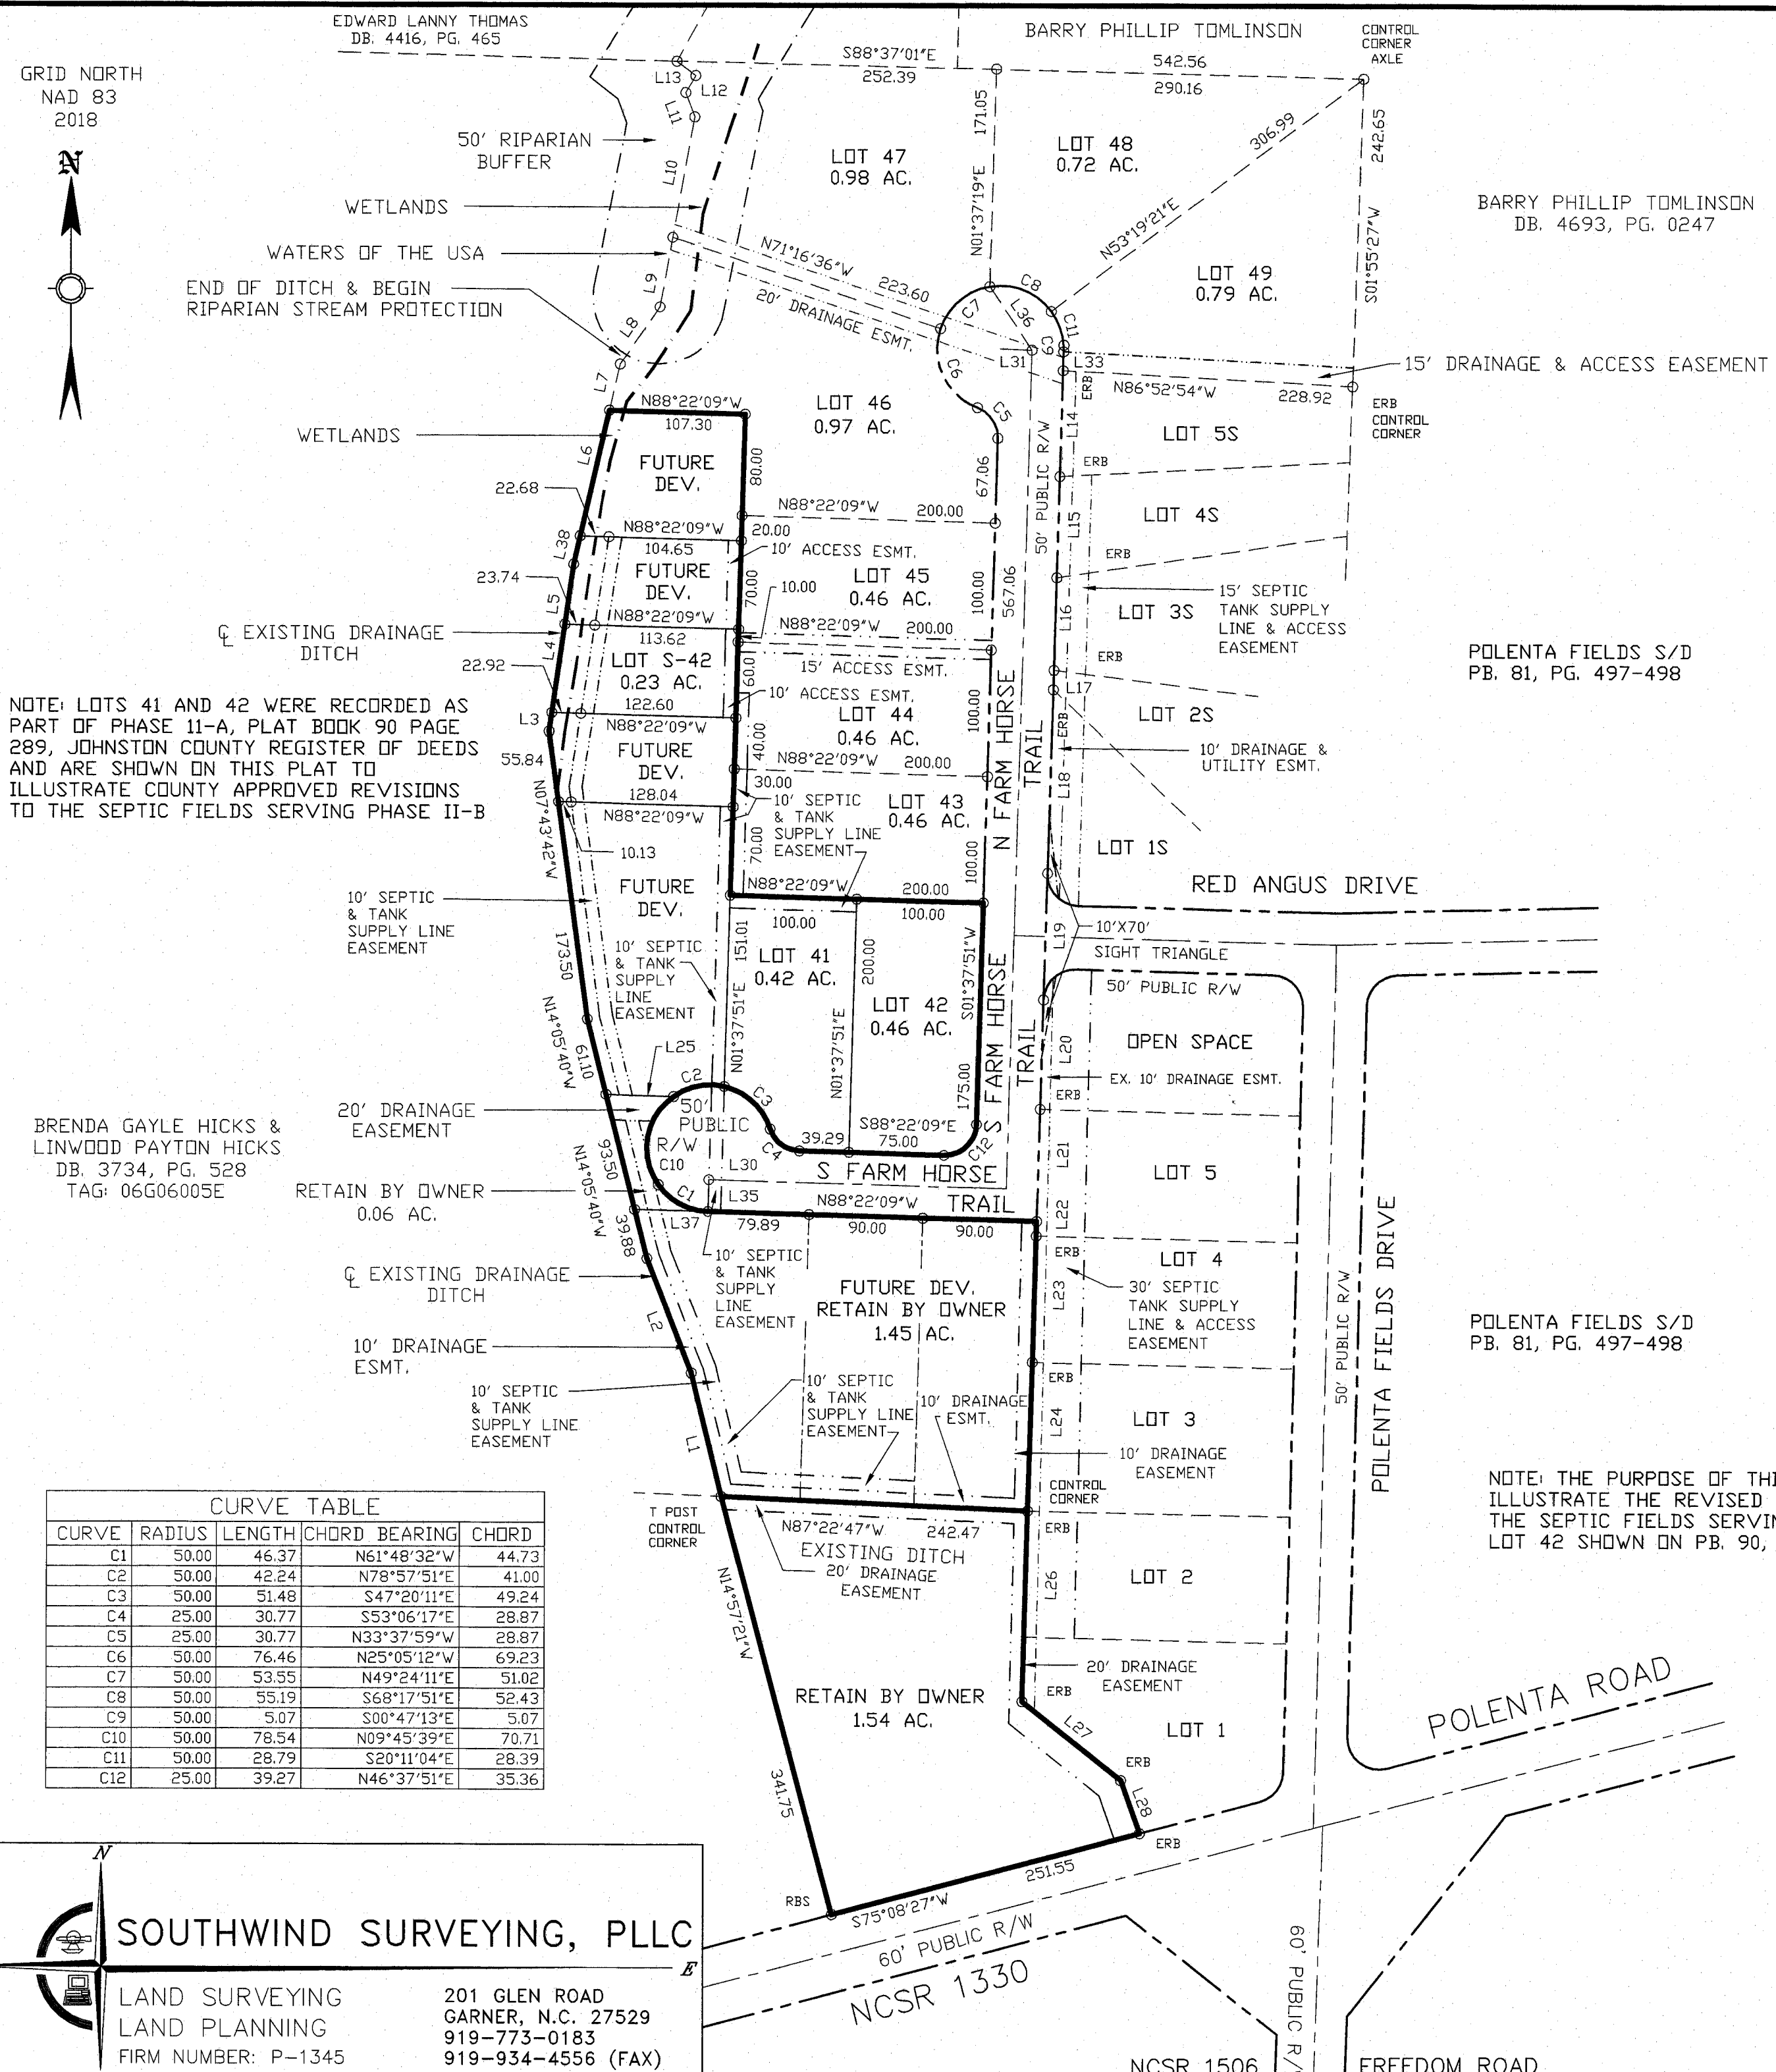 EDWARD LANNY THOMAS
DB. 4416, PG. 465
BARRY PHILLIP TOMLINSON
CONTROL
CORNER
AXLE
GRID NORTH
NAD 83
2018
N
S88°37'01"E
252.39
542.56
290.16
L13
L12
L11
L10
171.05
N01°37'19"E
306.99
N53°19'21"E
242.65
S01°55'27"W
50' RIPARIAN
BUFFER
LOT 47
0.98 AC.
LOT 48
0.72 AC.
WETLANDS
BARRY PHILLIP TOMLINSON
DB. 4693, PG. 0247
WATERS OF THE USA
N71°16'36"W
223.60
20' DRAINAGE ESMT.
LOT 49
0.79 AC.
END OF DITCH & BEGIN
RIPARIAN STREAM PROTECTION
L9
L8
L7
C7
C8
L36
C11
C9
C6
C5
L31
L33
15' DRAINAGE & ACCESS EASEMENT
N86°52'54"W
228.92
ERB
ERB
CONTROL
CORNER
N88°22'09"W
107.30
LOT 46
0.97 AC.
L14
LOT 5S
WETLANDS
L6
FUTURE
DEV.
80.00
67.06
50' PUBLIC R/W
ERB
22.68
N88°22'09"W
200.00
LOT 4S
L15
N88°22'09"W
104.65
20.00
10' ACCESS ESMT.
L38
ERB
23.74
FUTURE
DEV.
70.00
10.00
LOT 45
0.46 AC.
100.00
567.06
L16
LOT 3S
15' SEPTIC
TANK SUPPLY
LINE & ACCESS
EASEMENT
L5
N88°22'09"W
113.62
N88°22'09"W
200.00
℄ EXISTING DRAINAGE
DITCH
L4
15' ACCESS ESMT.
ERB
POLENTA FIELDS S/D
PB. 81, PG. 497-498
22.92
LOT S-42
0.23 AC.
60.0
10' ACCESS ESMT.
L17
NOTE: LOTS 41 AND 42 WERE RECORDED AS
PART OF PHASE 11-A, PLAT BOOK 90 PAGE
289, JOHNSTON COUNTY REGISTER OF DEEDS
AND ARE SHOWN ON THIS PLAT TO
ILLUSTRATE COUNTY APPROVED REVISIONS
TO THE SEPTIC FIELDS SERVING PHASE II-B
L3
122.60
N88°22'09"W
LOT 44
0.46 AC.
100.00
N FARM HORSE
TRAIL
ERB
LOT 2S
55.84
FUTURE
DEV.
40.00
N88°22'09"W
200.00
10' DRAINAGE &
UTILITY ESMT.
L18
128.04
N88°22'09"W
30.00
10' SEPTIC
& TANK
SUPPLY LINE
EASEMENT
LOT 43
0.46 AC.
N07°43'42"W
10.13
70.00
100.00
LOT 1S
FUTURE
DEV.
N88°22'09"W
200.00
RED ANGUS DRIVE
10' SEPTIC
& TANK
SUPPLY LINE
EASEMENT
100.00
100.00
173.50
10' SEPTIC
& TANK
SUPPLY
LINE
EASEMENT
151.01
N01°37'51"E
LOT 41
0.42 AC.
200.00
N01°37'51"E
LOT 42
0.46 AC.
S01°37'51"W
175.00
L19
10'X70'
SIGHT TRIANGLE
50' PUBLIC R/W
S FARM HORSE
TRAIL
N14°05'40"W
61.10
L25
L20
OPEN SPACE
EX. 10' DRAINAGE ESMT.
ERB
C2
C3
C4
20' DRAINAGE
EASEMENT
50'
PUBLIC
R/W
BRENDA GAYLE HICKS &
LINWOOD PAYTON HICKS
DB. 3734, PG. 528
TAG: 06G06005E
39.29
S88°22'09"E
75.00
C12
93.50
N14°05'40"W
C10
L30
S FARM HORSE
TRAIL
L21
LOT 5
RETAIN BY OWNER
0.06 AC.
C1
L35
N88°22'09"W
L22
L37
79.89
90.00
90.00
39.88
ERB
℄ EXISTING DRAINAGE
DITCH
10' SEPTIC
& TANK
SUPPLY
LINE
EASEMENT
LOT 4
L2
FUTURE DEV.
RETAIN BY OWNER
1.45 AC.
L23
30' SEPTIC
TANK SUPPLY
LINE & ACCESS
EASEMENT
50' PUBLIC R/W
POLENTA FIELDS DRIVE
POLENTA FIELDS S/D
PB. 81, PG. 497-498
10' DRAINAGE
ESMT.
10' SEPTIC
& TANK
SUPPLY LINE
EASEMENT
10' SEPTIC
& TANK
SUPPLY LINE
EASEMENT
10' DRAINAGE
ESMT.
ERB
LOT 3
L24
10' DRAINAGE
EASEMENT
L1
NOTE: THE PURPOSE OF THI
ILLUSTRATE THE REVISED
THE SEPTIC FIELDS SERVIN
LOT 42 SHOWN ON PB. 90,
CONTROL
CORNER
T POST
CONTROL
CORNER
N87°22'47"W
242.47
ERB
EXISTING DITCH
20' DRAINAGE
EASEMENT
L26
LOT 2
CURVE TABLE
CURVE RADIUS LENGTH CHORD BEARING CHORD
C1 50.00 46.37 N61°48'32"W 44.73
C2 50.00 42.24 N78°57'51"E 41.00
C3 50.00 51.48 S47°20'11"E 49.24
C4 25.00 30.77 S53°06'17"E 28.87
C5 25.00 30.77 N33°37'59"W 28.87
C6 50.00 76.46 N25°05'12"W 69.23
C7 50.00 53.55 N49°24'11"E 51.02
C8 50.00 55.19 S68°17'51"E 52.43
C9 50.00 5.07 S00°47'13"E 5.07
C10 50.00 78.54 N09°45'39"E 70.71
C11 50.00 28.79 S20°11'04"E 28.39
C12 25.00 39.27 N46°37'51"E 35.36
N14°57'21"W
341.75
RETAIN BY OWNER
1.54 AC.
20' DRAINAGE
EASEMENT
ERB
L27
LOT 1
POLENTA ROAD
ERB
L28
ERB
251.55
RBS
S75°08'27"W
60' PUBLIC R/W
NCSR 1330
60' PUBLIC R/
N
SOUTHWIND SURVEYING, PLLC
E
LAND SURVEYING
LAND PLANNING
FIRM NUMBER: P-1345
201 GLEN ROAD
GARNER, N.C. 27529
919-773-0183
919-934-4556 (FAX)
NCSR 1506
FREEDOM ROAD